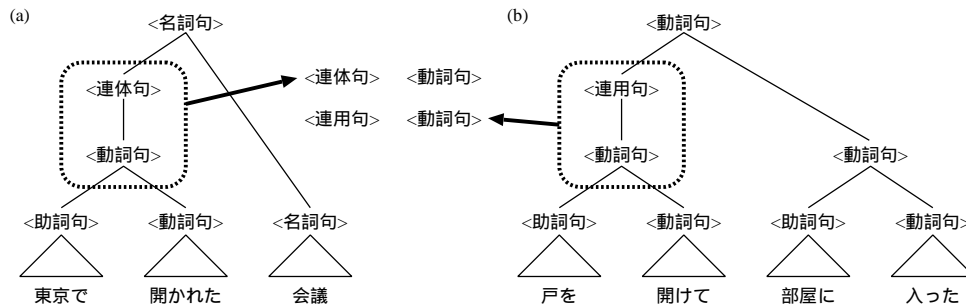 (a)
<名詞句>
<連体句>
<動詞句>
<助詞句> <動詞句> <名詞句>
東京で 開かれた 会議
<連体句> <動詞句>
<連用句> <動詞句>
(b)
<動詞句>
<連用句>
<動詞句> <動詞句>
<助詞句> <動詞句> <助詞句> <動詞句>
戸を 開けて 部屋に 入った